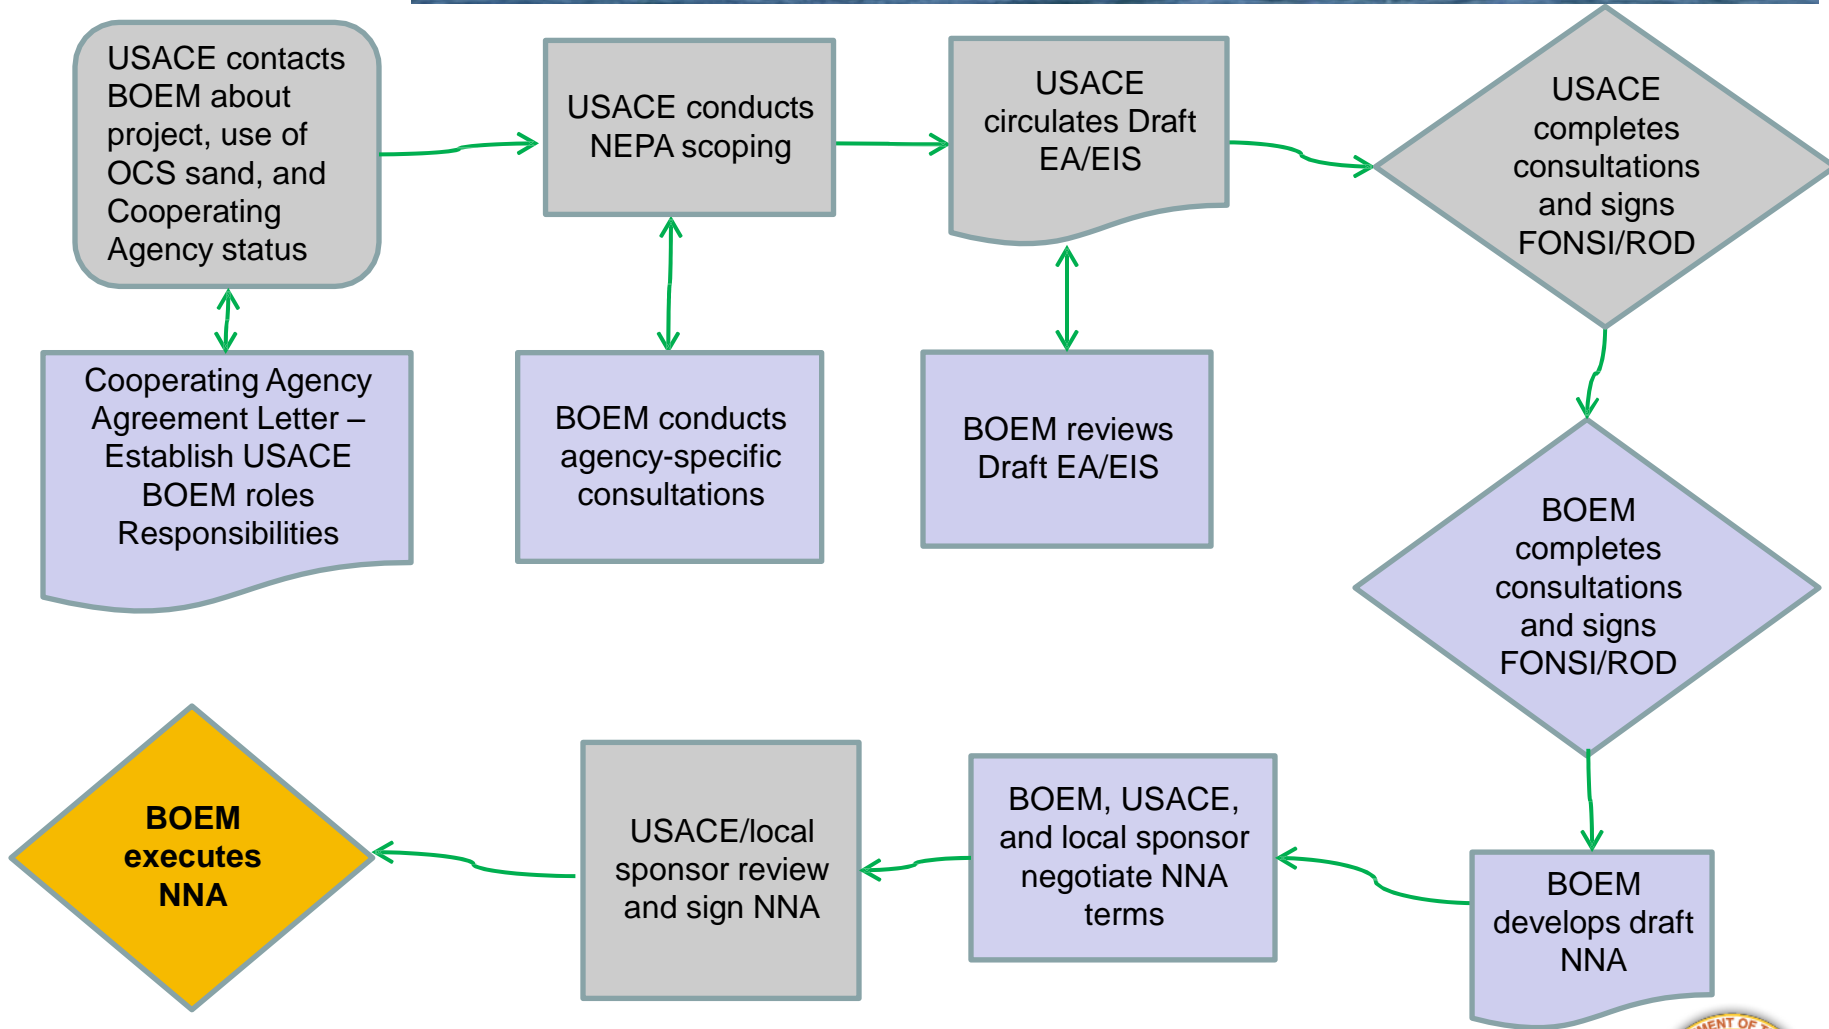 USACE contacts
BOEM about
project, use of
OCS sand, and
Cooperating
Agency status
USACE conducts
NEPA scoping
USACE
circulates Draft
EA/EIS
USACE
completes
consultations
and signs
FONSI/ROD
Cooperating Agency
Agreement Letter –
Establish USACE
BOEM roles
Responsibilities
BOEM conducts
agency-specific
consultations
BOEM reviews
Draft EA/EIS
BOEM
completes
consultations
and signs
FONSI/ROD
BOEM
executes
NNA
USACE/local
sponsor review
and sign NNA
BOEM, USACE,
and local sponsor
negotiate NNA
terms
BOEM
develops draft
NNA